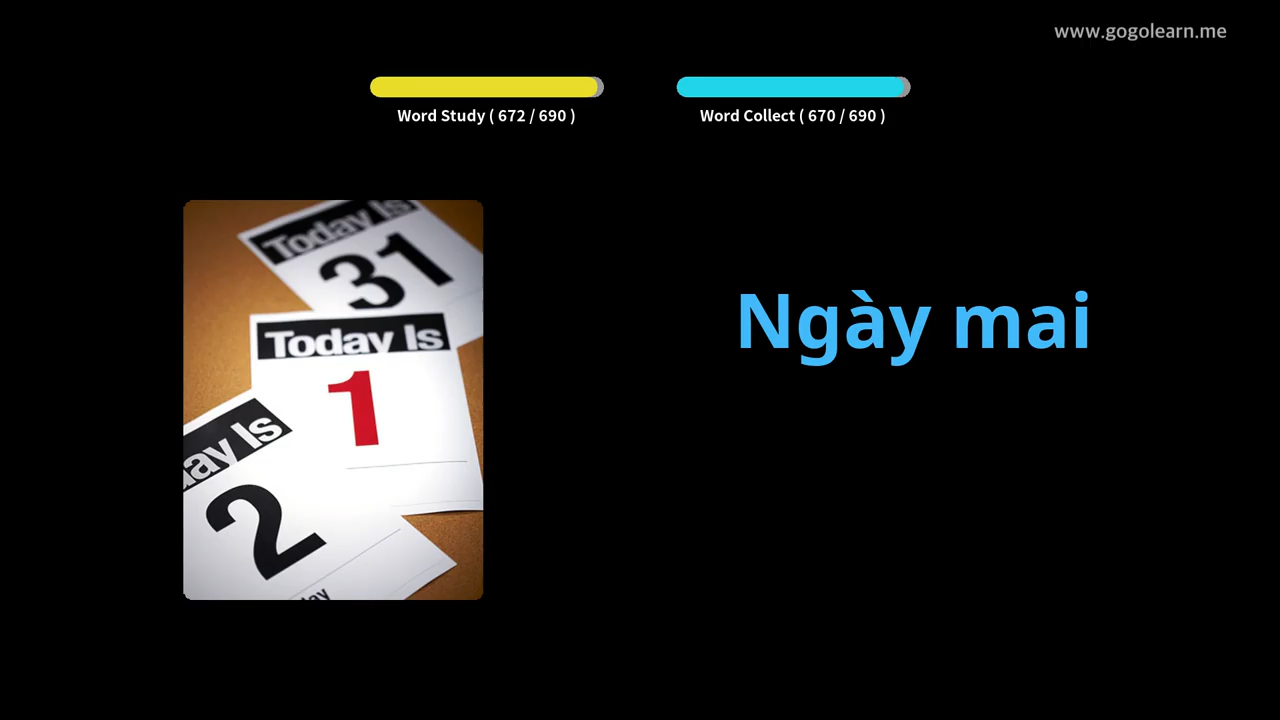 www.gogolearn.me
Word Study ( 672 / 690 )
Word Collect ( 670 / 690 )
Today Is
31
Today Is
1
ay Is
2
Ngày mai